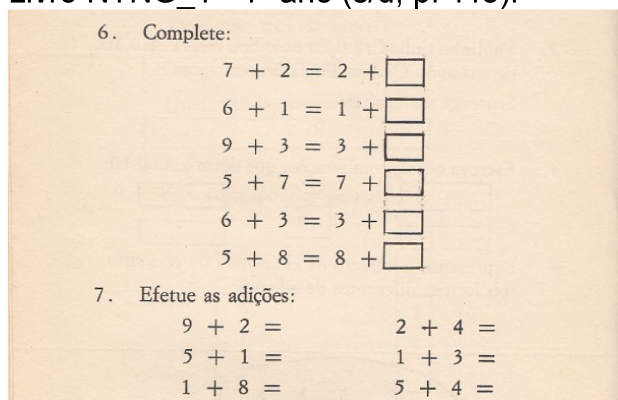 6. Complete:
7 + 2 = 2 +
6 + 1 = 1 +
9 + 3 = 3 +
5 + 7 = 7 +
6 + 3 = 3 +
5 + 8 = 8 +
7. Efetue as adições:
9 + 2 = 2 + 4 =
5 + 1 = 1 + 3 =
1 + 8 = 5 + 4 =